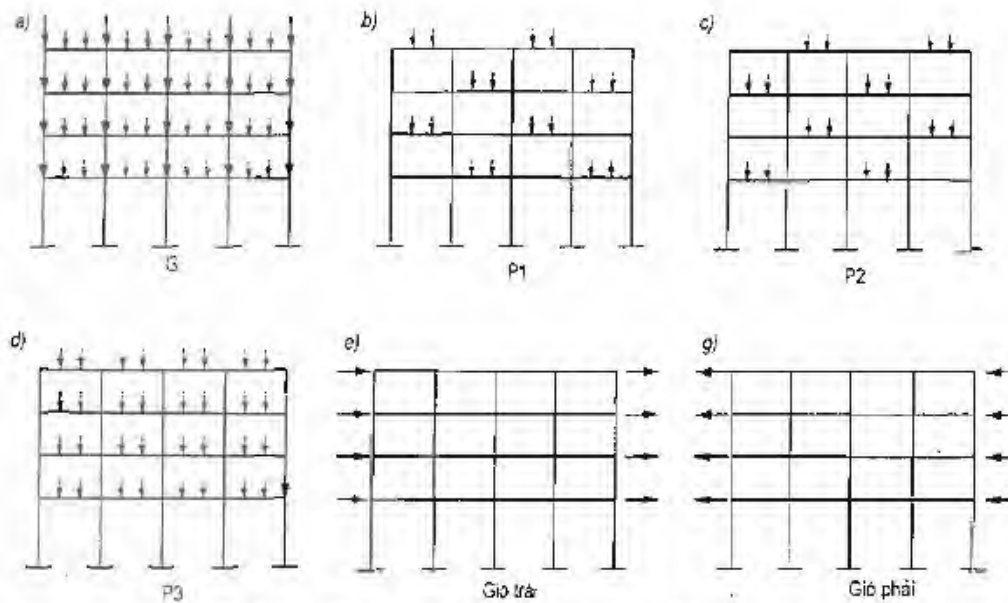 a)
b)
c)
G
P1
P2
d)
e)
g)
P3
Gió trái
Gió phải